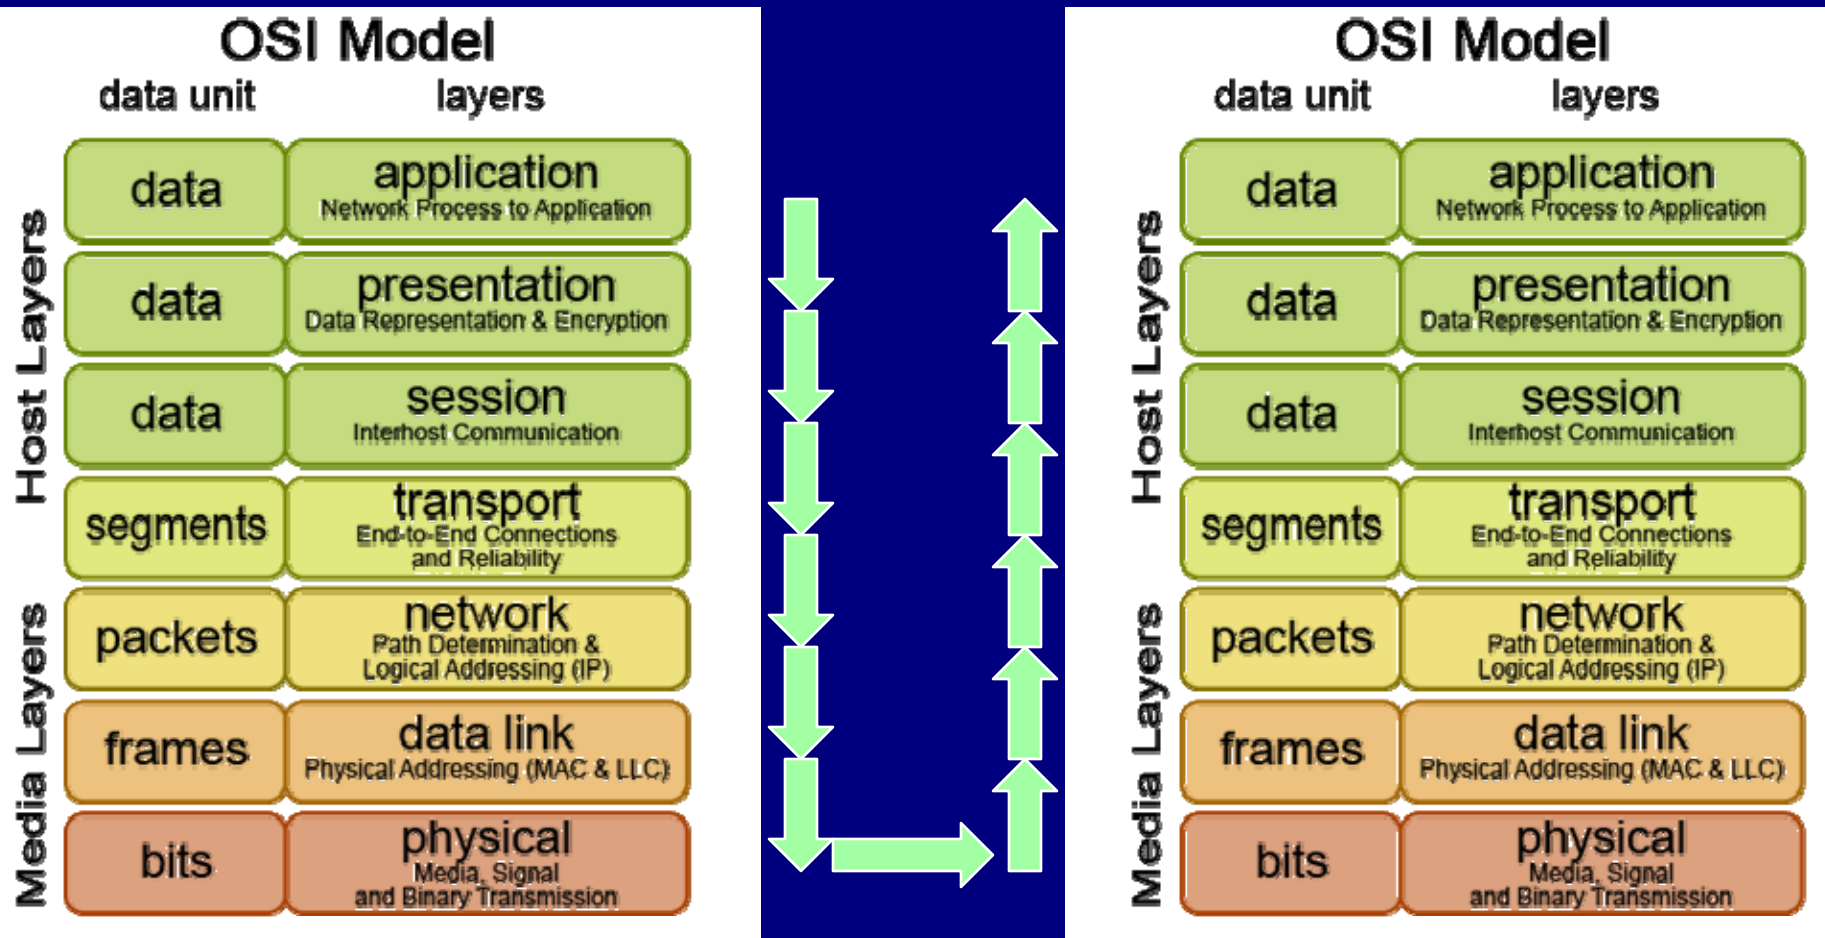 OSI Model
data unit layers
Host Layers
data
application
Network Process to Application
data
presentation
Data Representation & Encryption
data
session
Interhost Communication
segments
transport
End-to-End Connections
and Reliability
Media Layers
packets
network
Path Determination &
Logical Addressing (IP)
frames
data link
Physical Addressing (MAC & LLC)
bits
physical
Media, Signal
and Binary Transmission
OSI Model
data unit layers
Host Layers
data
application
Network Process to Application
data
presentation
Data Representation & Encryption
data
session
Interhost Communication
segments
transport
End-to-End Connections
and Reliability
Media Layers
packets
network
Path Determination &
Logical Addressing (IP)
frames
data link
Physical Addressing (MAC & LLC)
bits
physical
Media, Signal
and Binary Transmission